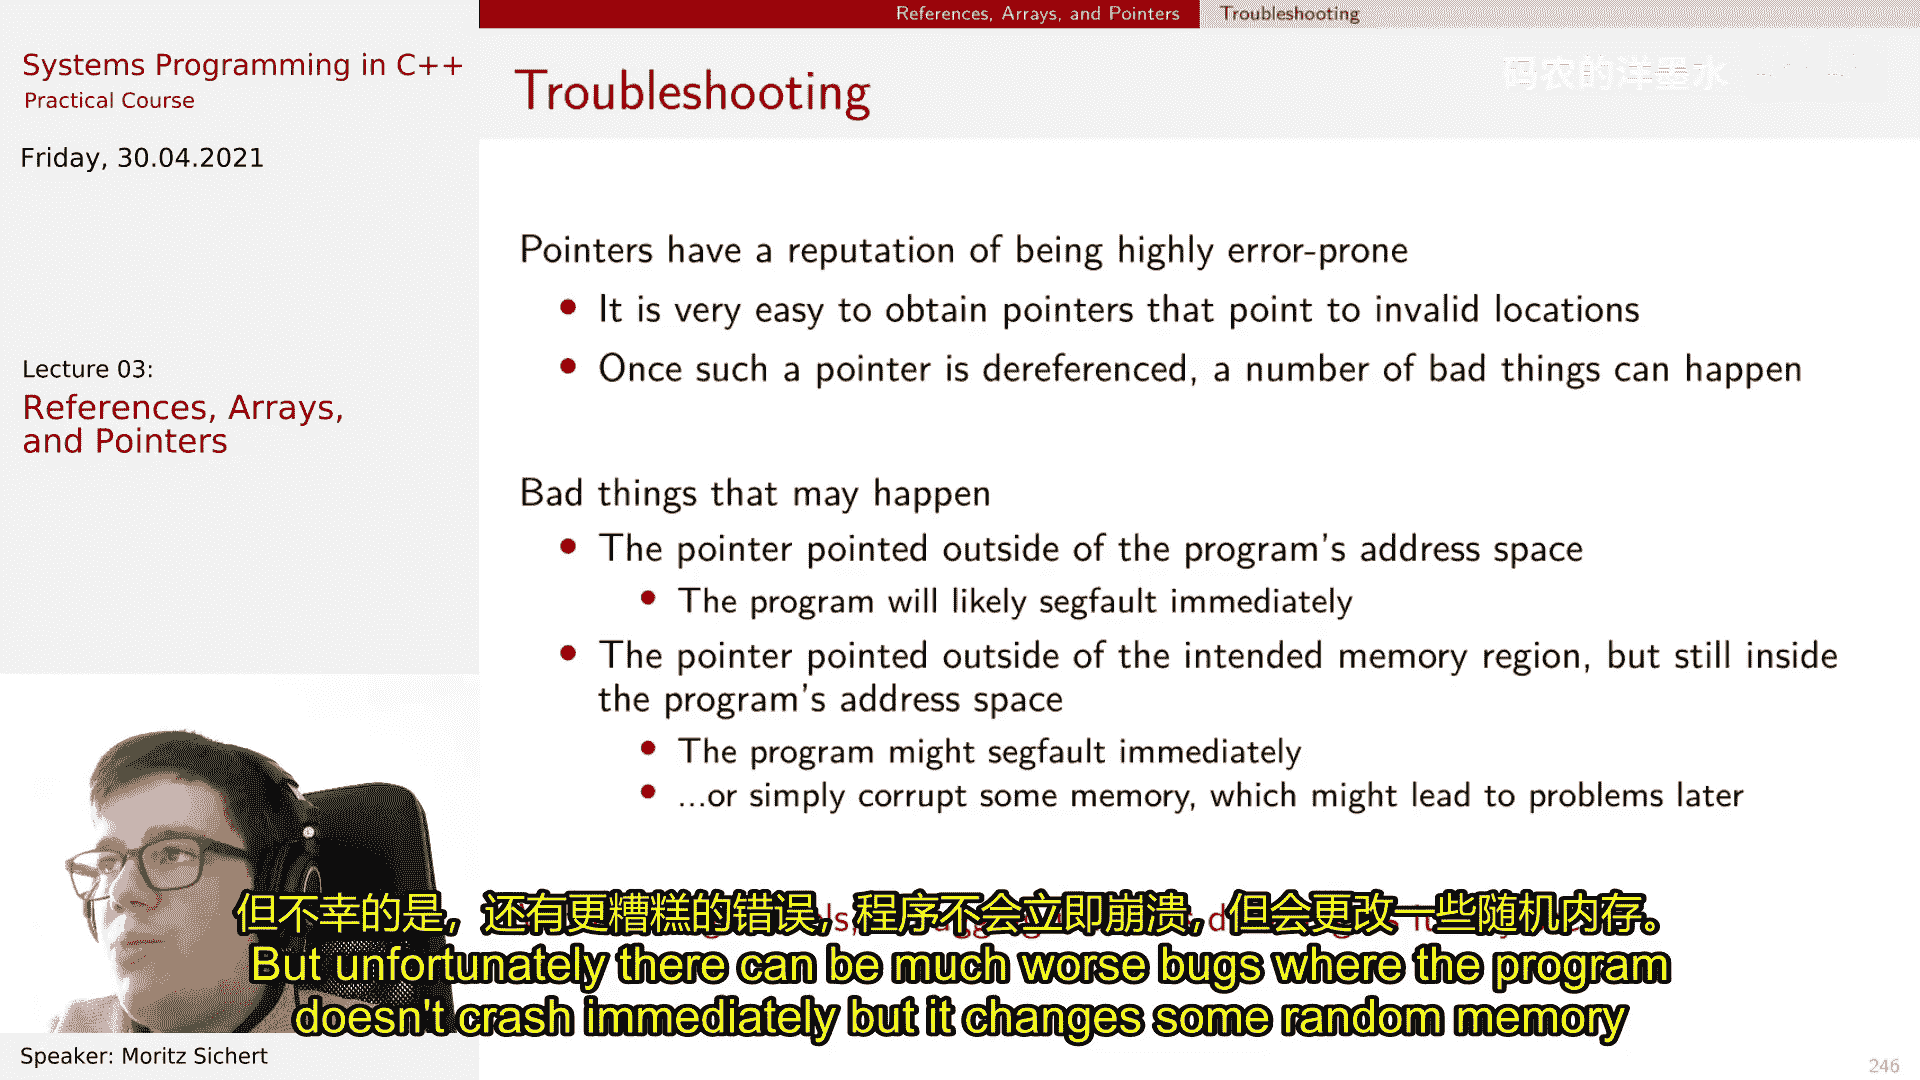 References, Arrays, and Pointers
Troubleshooting
Systems Programming in C++
Practical Course
Friday, 30.04.2021
Troubleshooting
码农的洋墨水
Pointers have a reputation of being highly error-prone
• It is very easy to obtain pointers that point to invalid locations
• Once such a pointer is dereferenced, a number of bad things can happen
Lecture 03:
References, Arrays,
and Pointers
Bad things that may happen
• The pointer pointed outside of the program's address space
• The program will likely segfault immediately
• The pointer pointed outside of the intended memory region, but still inside
the program's address space
• The program might segfault immediately
• ...or simply corrupt some memory, which might lead to problems later
但不幸的是，还有更糟糕的错误，程序不会立即崩溃，但会更改一些随机内存。
But unfortunately there can be much worse bugs where the program
doesn't crash immediately but it changes some random memory
Speaker: Moritz Sichert
246